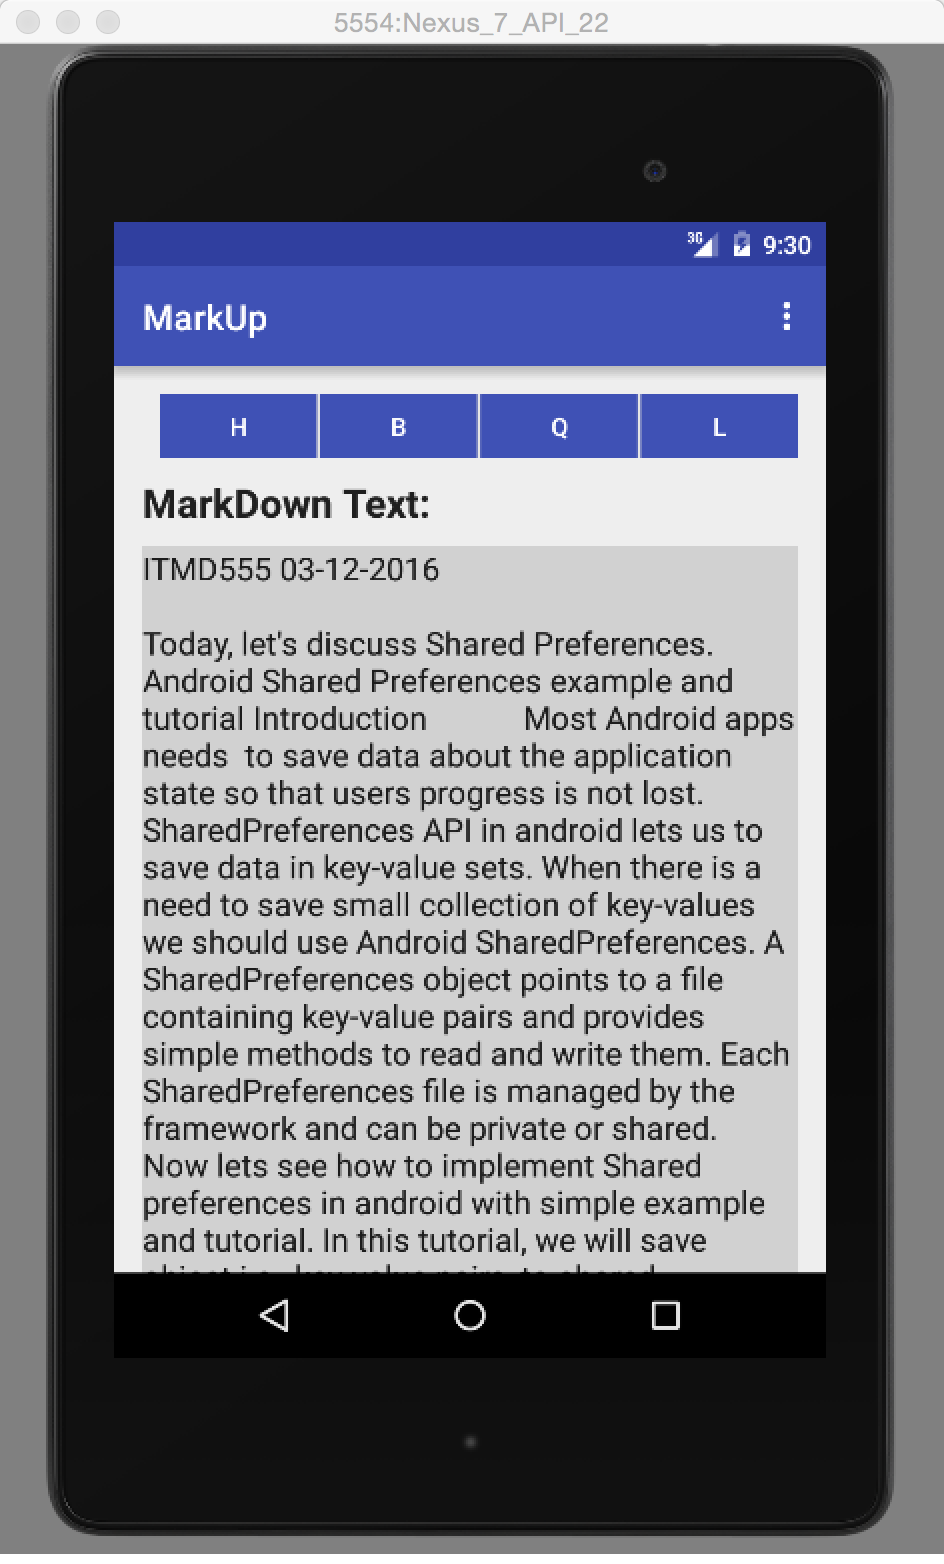 5554:Nexus_7_API_22
3G 9:30
MarkUp
H B Q L
MarkDown Text:
ITMD555 03-12-2016
Today, let's discuss Shared Preferences.
Android Shared Preferences example and
tutorial Introduction           Most Android apps
needs  to save data about the application
state so that users progress is not lost.
SharedPreferences API in android lets us to
save data in key-value sets. When there is a
need to save small collection of key-values
we should use Android SharedPreferences. A
SharedPreferences object points to a file
containing key-value pairs and provides
simple methods to read and write them. Each
SharedPreferences file is managed by the
framework and can be private or shared.
Now lets see how to implement Shared
preferences in android with simple example
and tutorial. In this tutorial, we will save